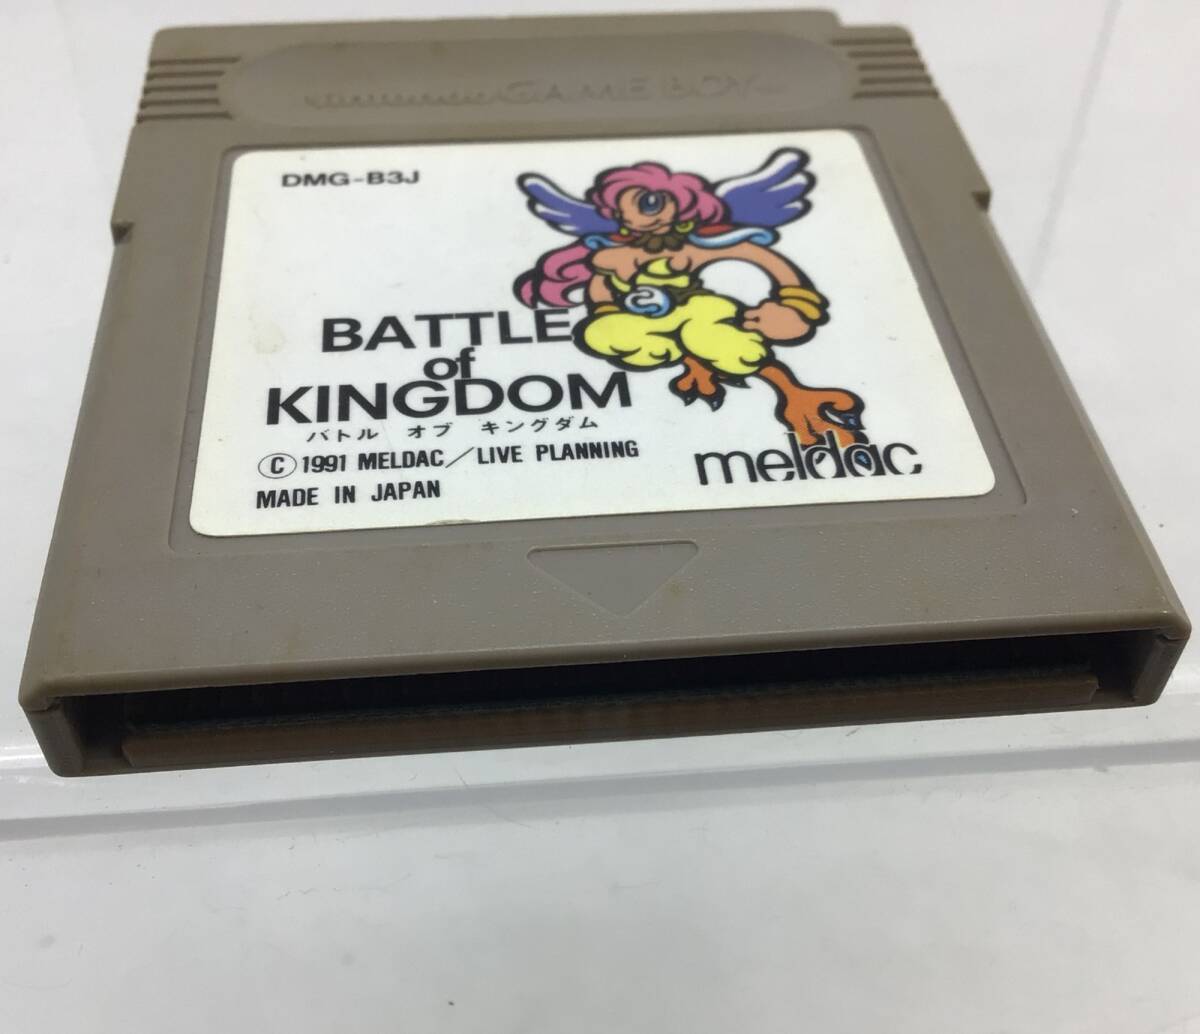 Nintendo GAME BOY
DMG-B3J
BATTLE
of
KINGDOM
バトル オブ キングダム
© 1991 MELDAC/LIVE PLANNING
MADE IN JAPAN
meldac